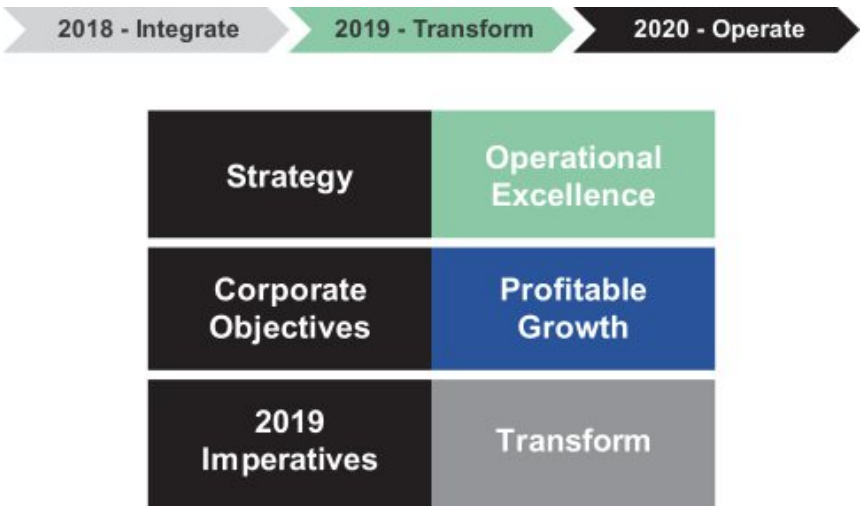 2018 - Integrate
2019 - Transform
2020 - Operate
Strategy
Operational
Excellence
Corporate
Objectives
Profitable
Growth
2019
Imperatives
Transform